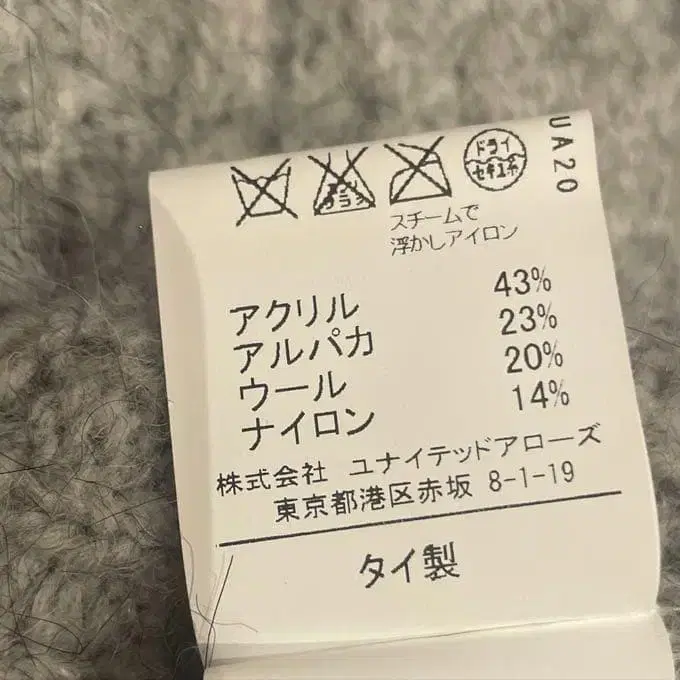 ドライ
セキユ系
UA20
スチームで
浮かしアイロン
アクリル 43%
アルパカ 23%
ウール 20%
ナイロン 14%
株式会社 ユナイテッドアローズ
東京都港区赤坂 8-1-19
タイ製